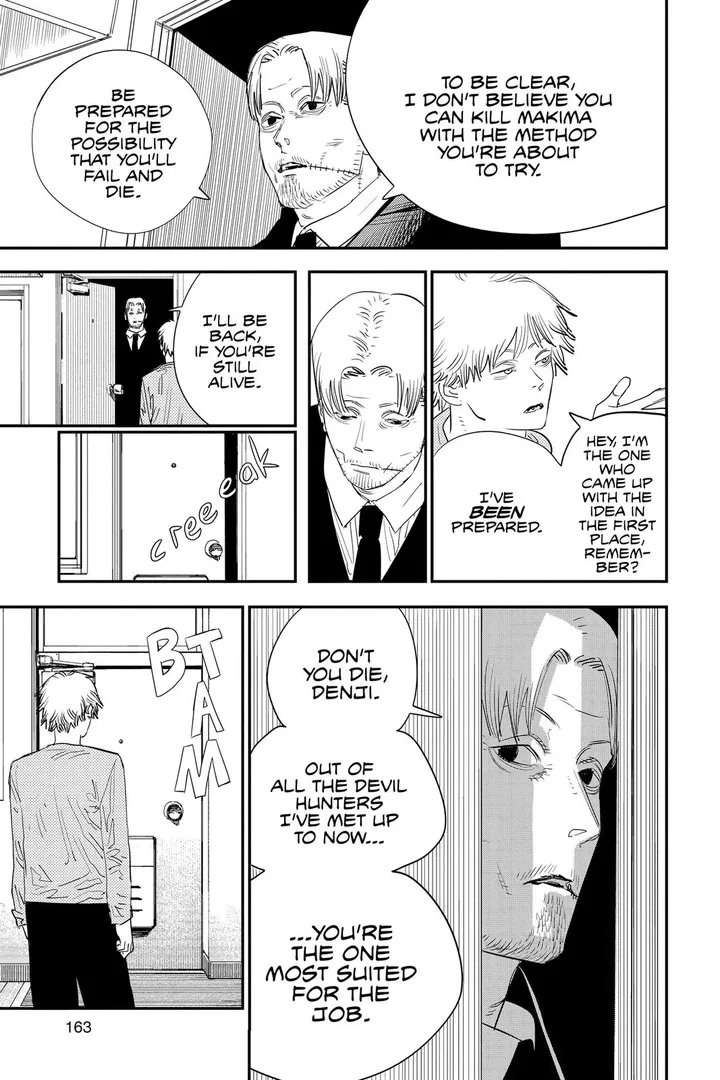 TO BE CLEAR,
I DON'T BELIEVE YOU
CAN KILL MAKIMA
WITH THE METHOD
YOU'RE ABOUT
TO TRY.
BE
PREPARED
FOR THE
POSSIBILITY
THAT YOU'LL
FAIL AND
DIE.
HEY, I'M
THE ONE
WHO
CAME UP
WITH THE
IDEA IN
THE FIRST
PLACE,
REMEM-
BER?
I'VE
BEEN
PREPARED.
I'LL BE
BACK,
IF YOU'RE
STILL
ALIVE.
creeeak
DON'T
YOU DIE,
DENJI.
OUT OF
ALL THE DEVIL
HUNTERS
I'VE MET UP
TO NOW...
...YOU'RE
THE ONE
MOST SUITED
FOR THE
JOB.
BTAM
163